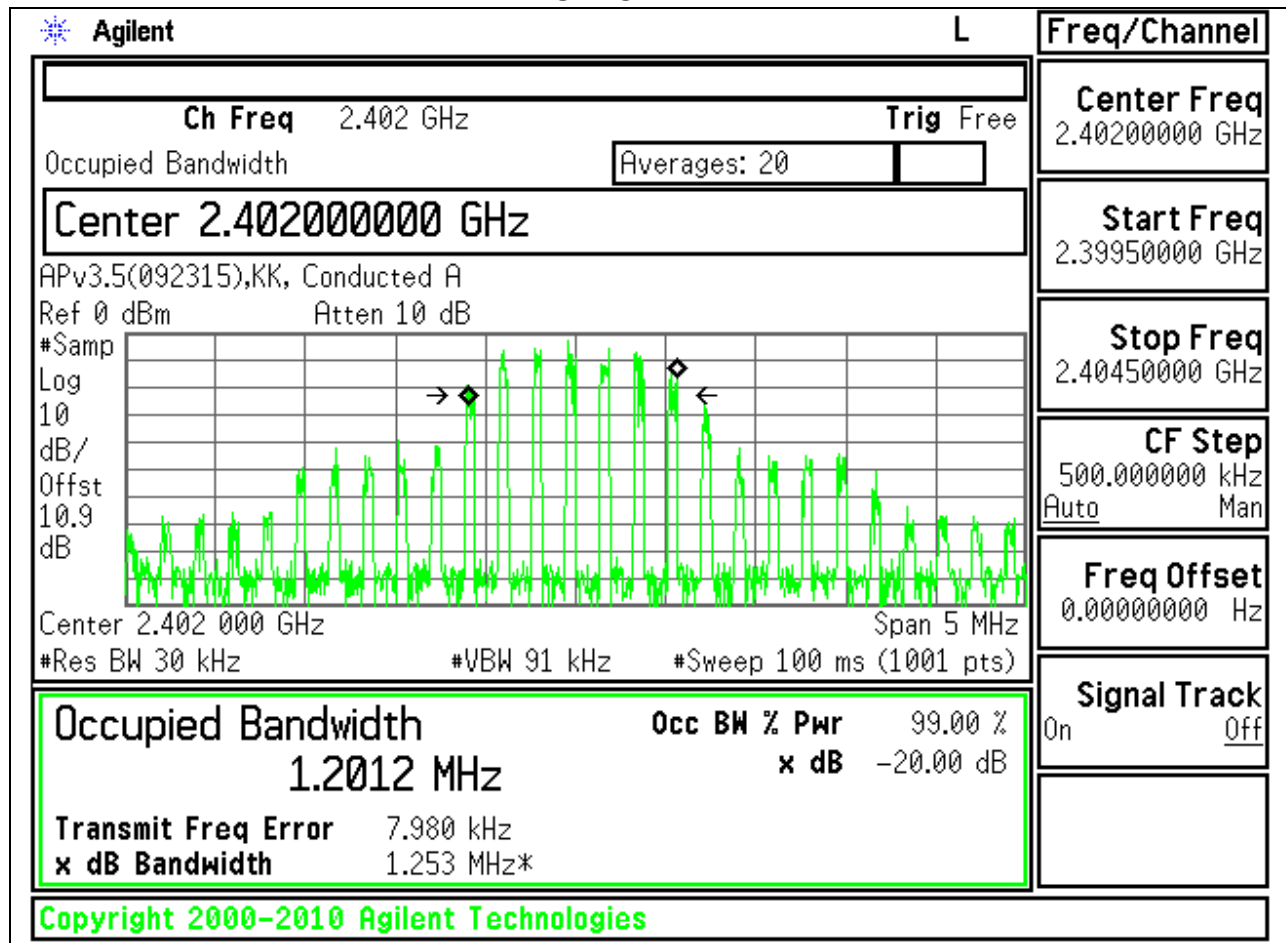 Agilent L
Freq/Channel
Ch Freq 2.402 GHz Trig Free
Occupied Bandwidth Averages: 20
Center 2.402000000 GHz
APv3.5(092315),KK, Conducted A
Ref 0 dBm Atten 10 dB
#Samp
Log
10
dB/
Offst
10.9
dB
Center 2.402 000 GHz Span 5 MHz
#Res BW 30 kHz #VBW 91 kHz #Sweep 100 ms (1001 pts)
Occupied Bandwidth Occ BW % Pwr 99.00 %
1.2012 MHz x dB -20.00 dB
Transmit Freq Error 7.980 kHz
x dB Bandwidth 1.253 MHz*
Copyright 2000-2010 Agilent Technologies
Center Freq
2.40200000 GHz
Start Freq
2.39950000 GHz
Stop Freq
2.40450000 GHz
CF Step
500.000000 kHz
Auto Man
Freq Offset
0.00000000 Hz
Signal Track
On Off